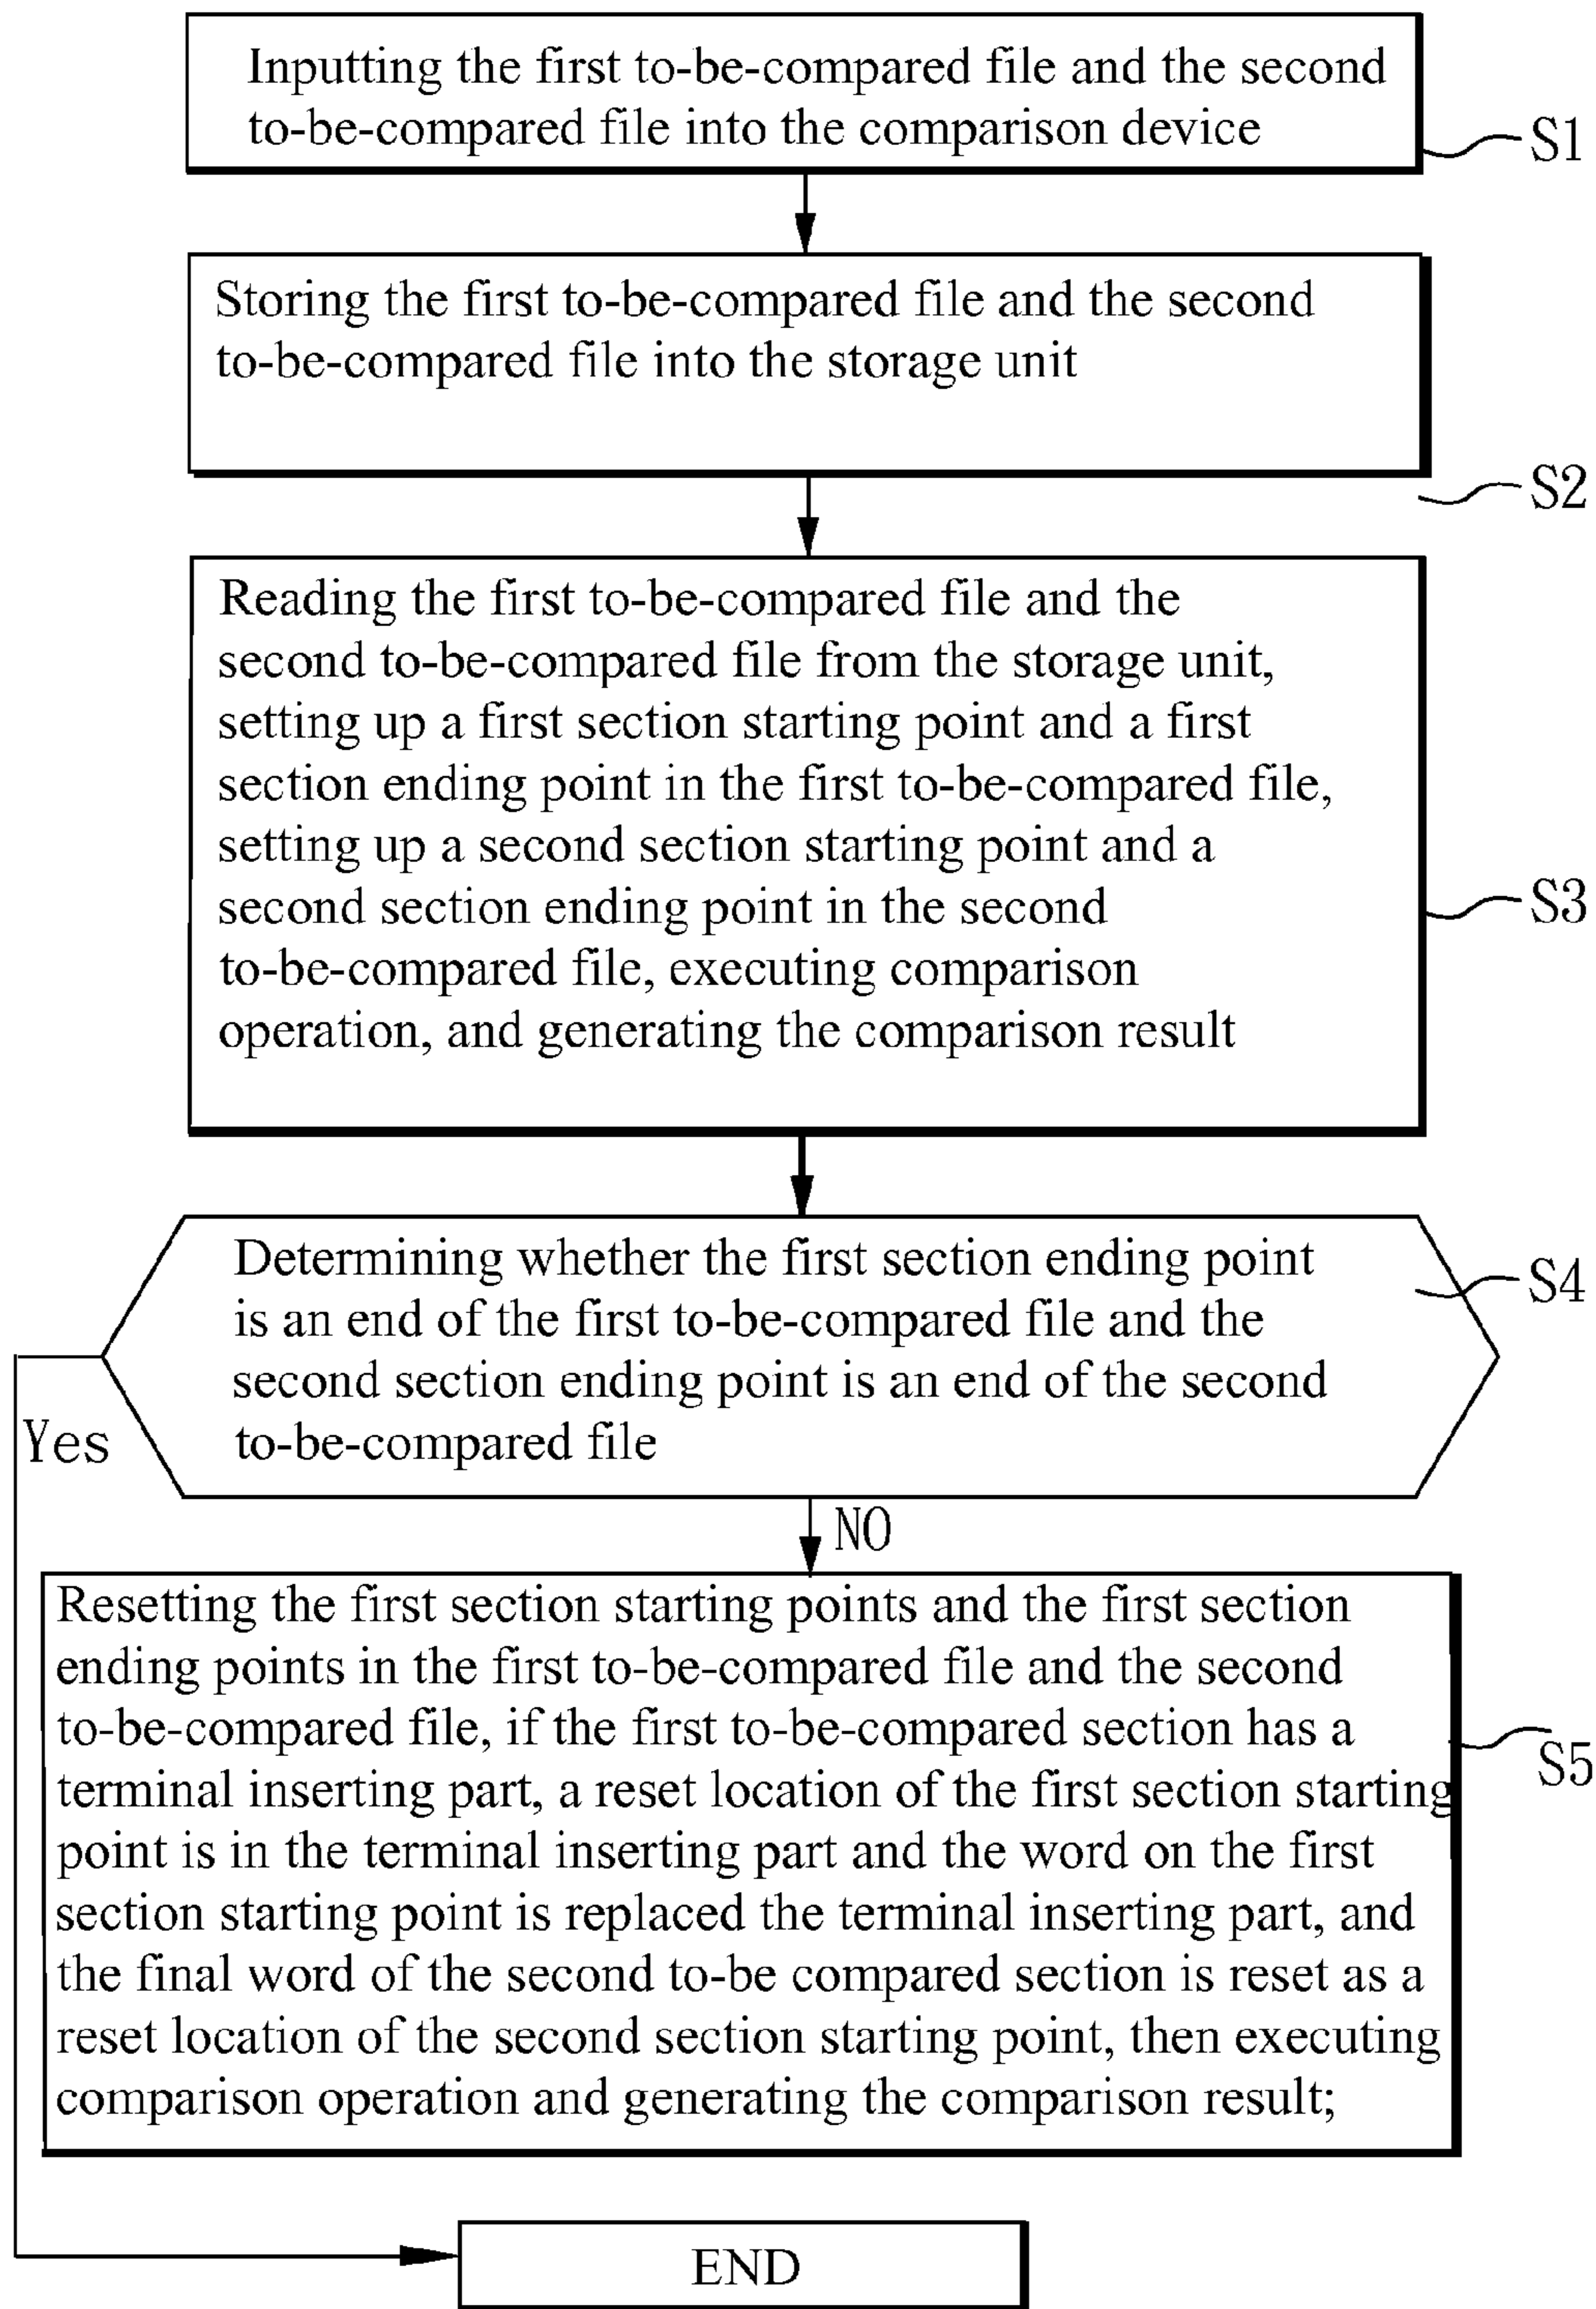 Inputting the first to-be-compared file and the second
to-be-compared file into the comparison device
S1
Storing the first to-be-compared file and the second
to-be-compared file into the storage unit
S2
Reading the first to-be-compared file and the
second to-be-compared file from the storage unit,
setting up a first section starting point and a first
section ending point in the first to-be-compared file,
setting up a second section starting point and a
second section ending point in the second
to-be-compared file, executing comparison
operation, and generating the comparison result
S3
Determining whether the first section ending point
is an end of the first to-be-compared file and the
second section ending point is an end of the second
to-be-compared file
S4
Yes
NO
Resetting the first section starting points and the first section
ending points in the first to-be-compared file and the second
to-be-compared file, if the first to-be-compared section has a
terminal inserting part, a reset location of the first section starting
point is in the terminal inserting part and the word on the first
section starting point is replaced the terminal inserting part, and
the final word of the second to-be compared section is reset as a
reset location of the second section starting point, then executing
comparison operation and generating the comparison result;
S5
END